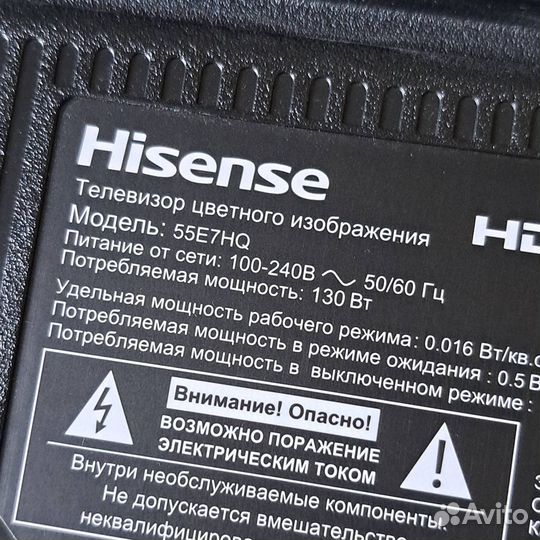 Hisense
Телевизор цветного изображения
Модель: 55E7HQ
HD
Питание от сети: 100-240В ~ 50/60 Гц
Потребляемая мощность: 130 Вт
Удельная мощность рабочего режима: 0.016 Вт/кв.с
Потребляемая мощность в режиме ожидания : 0.5 В
Потребляемая мощность в выключенном режиме :
Внимание! Опасно!
ВОЗМОЖНО ПОРАЖЕНИЕ
ЭЛЕКТРИЧЕСКИМ ТОКОМ
Внутри необслуживаемые компоненты.
Не допускается вмешательство
неквалифициров
Avito